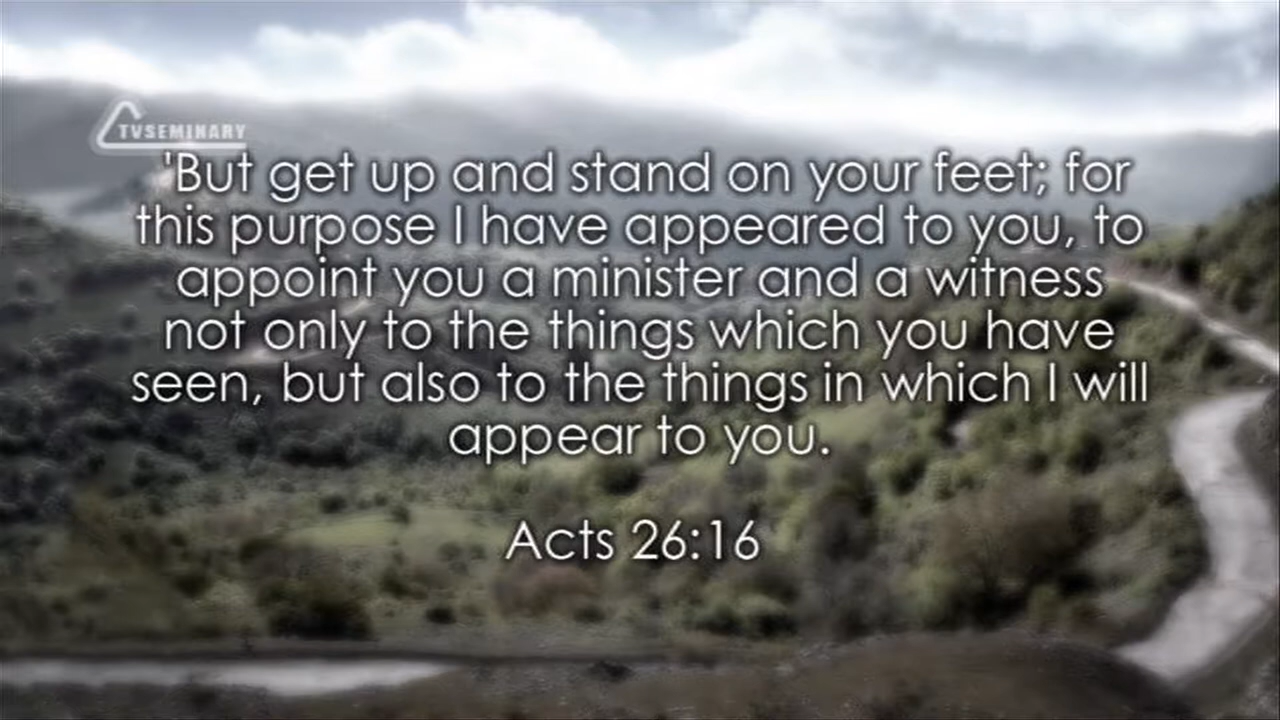 TVSEMINARY
'But get up and stand on your feet; for
this purpose I have appeared to you, to
appoint you a minister and a witness
not only to the things which you have
seen, but also to the things in which I will
appear to you.
Acts 26:16